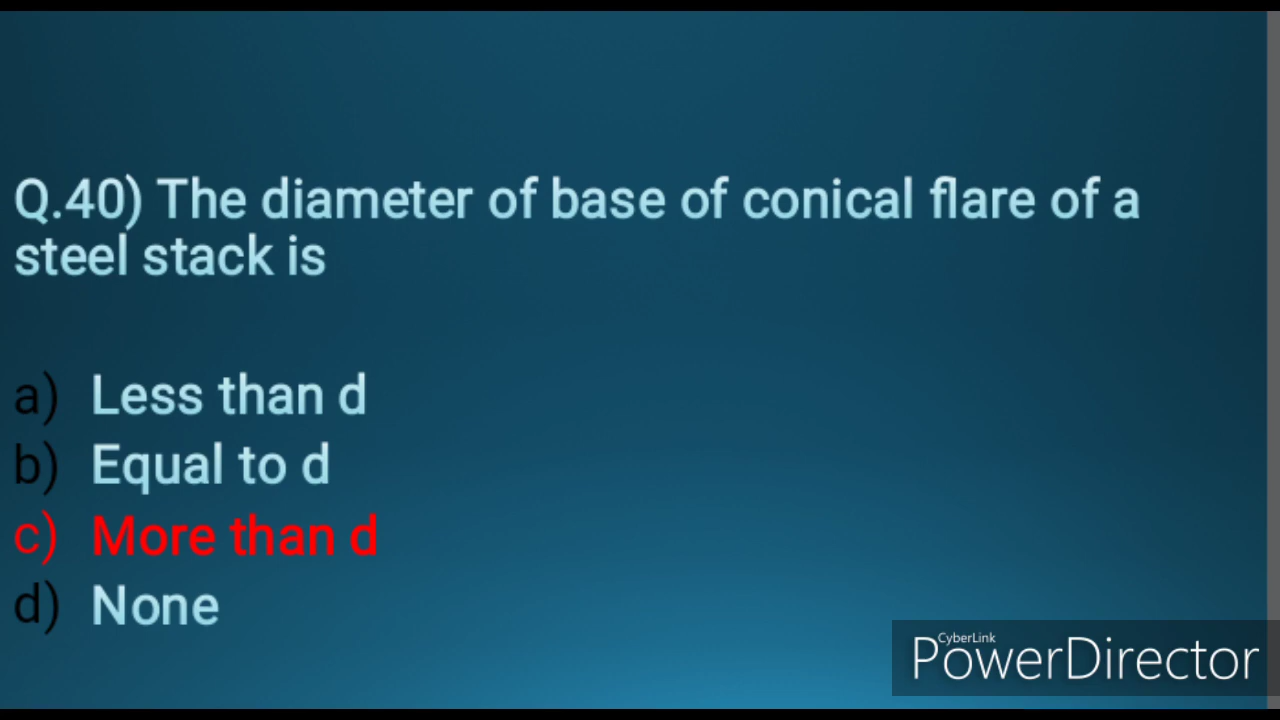 Q.40) The diameter of base of conical flare of a
steel stack is
a) Less than d
b) Equal to d
c) More than d
d) None
CyberLink
PowerDirector